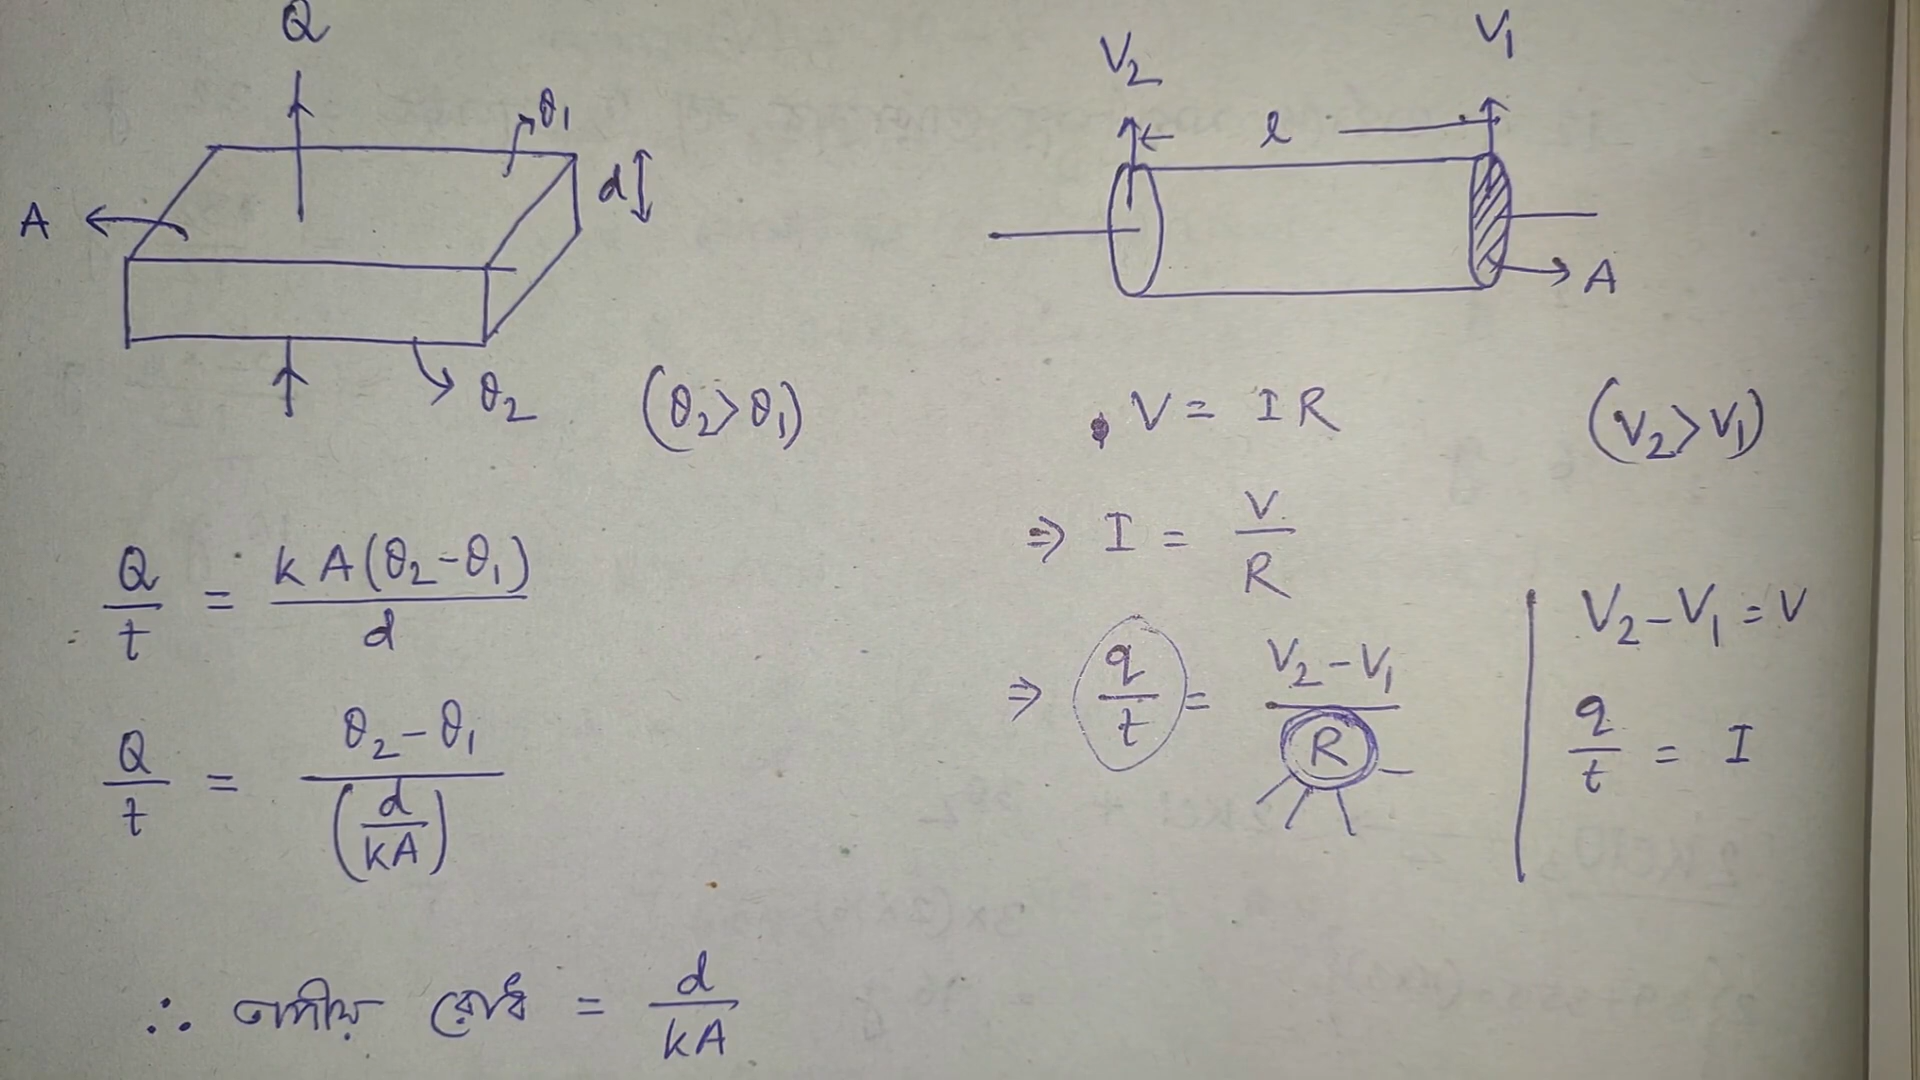 Q
θ₁
d
A
θ₂ (θ₂>θ₁)
Q/t = kA(θ₂-θ₁)/d
Q/t = θ₂-θ₁/(d/kA)
∴ তাপীয় রোধ = d/kA
V₂ V₁
l
A
V = IR (V₂>V₁)
⇒ I = V/R
⇒ q/t = V₂-V₁/R
V₂-V₁ = V
q/t = I